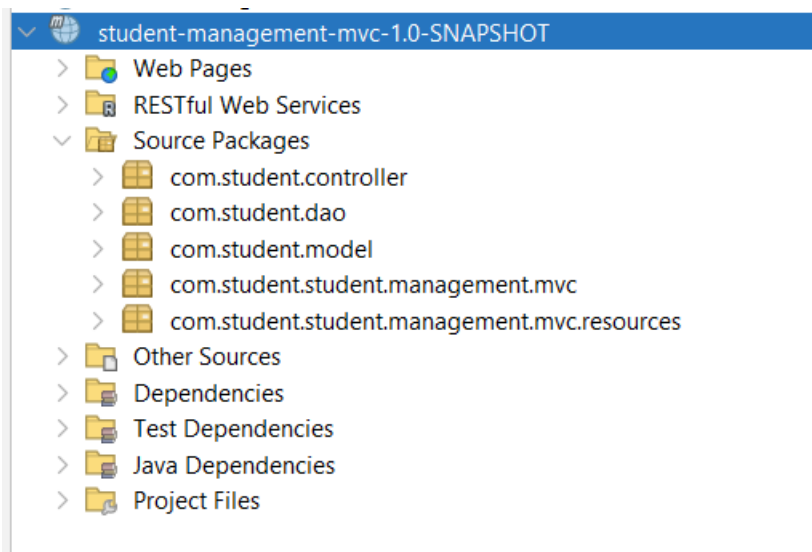 student-management-mvc-1.0-SNAPSHOT
Web Pages
RESTful Web Services
Source Packages
com.student.controller
com.student.dao
com.student.model
com.student.student.management.mvc
com.student.student.management.mvc.resources
Other Sources
Dependencies
Test Dependencies
Java Dependencies
Project Files